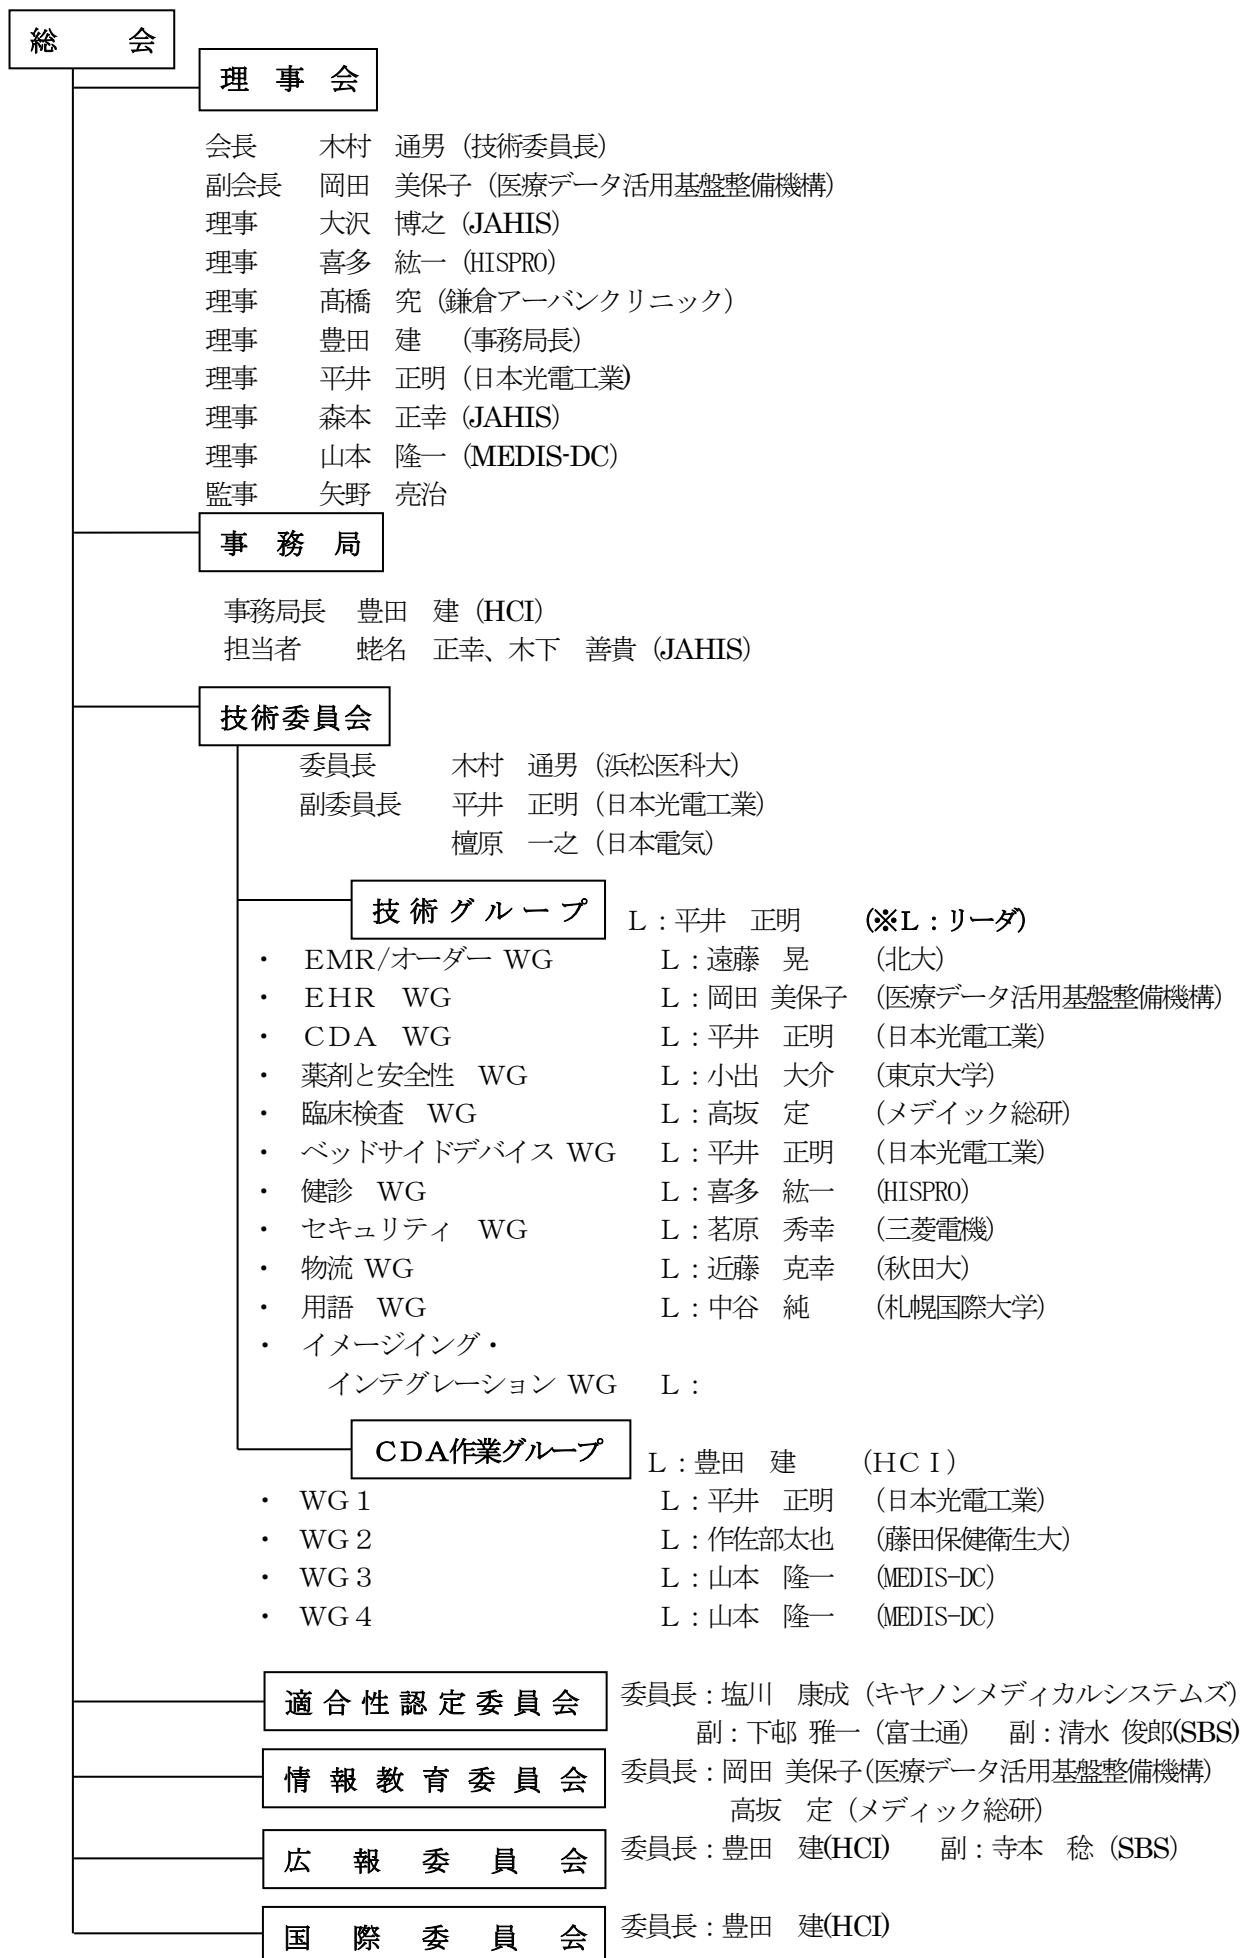 総　　会
理　事　会
会長　木村　通男（技術委員長）
副会長　岡田　美保子（医療データ活用基盤整備機構）
理事　大沢　博之（JAHIS）
理事　喜多　紘一（HISPRO）
理事　髙橋　究（鎌倉アーバンクリニック）
理事　豊田　建　（事務局長）
理事　平井　正明（日本光電工業）
理事　森本　正幸（JAHIS）
理事　山本　隆一（MEDIS-DC）
監事　矢野　亮治
事　務　局
事務局長　豊田　建（HCI）
担当者　蛯名　正幸、木下　善貴（JAHIS）
技術委員会
委員長　木村　通男（浜松医科大）
副委員長　平井　正明（日本光電工業）
檀原　一之（日本電気）
技術グループ　Ｌ：平井　正明　（※Ｌ：リーダ）
・　ＥＭＲ/オーダー ＷＧ　Ｌ：遠藤　晃　（北大）
・　ＥＨＲ　ＷＧ　Ｌ：岡田 美保子　（医療データ活用基盤整備機構）
・　ＣＤＡ　ＷＧ　Ｌ：平井　正明　（日本光電工業）
・　薬剤と安全性　ＷＧ　Ｌ：小出　大介　（東京大学）
・　臨床検査　ＷＧ　Ｌ：高坂　定　（メデイック総研）
・　ベッドサイドデバイス ＷＧ　Ｌ：平井　正明　（日本光電工業）
・　健診　ＷＧ　Ｌ：喜多　紘一　（HISPRO）
・　セキュリティ　ＷＧ　Ｌ：茗原　秀幸　（三菱電機）
・　物流 ＷＧ　Ｌ：近藤　克幸　（秋田大）
・　用語　ＷＧ　Ｌ：中谷　純　（札幌国際大学）
・　イメージイング・
インテグレーション ＷＧ　Ｌ：
ＣＤＡ作業グループ　Ｌ：豊田　建　（ＨＣＩ）
・　ＷＧ１　Ｌ：平井　正明　（日本光電工業）
・　ＷＧ２　Ｌ：作佐部太也　（藤田保健衛生大）
・　ＷＧ３　Ｌ：山本　隆一　（MEDIS-DC）
・　ＷＧ４　Ｌ：山本　隆一　（MEDIS-DC）
適合性認定委員会　委員長：塩川　康成（キヤノンメディカルシステムズ）
副：下邨 雅一（富士通）　副：清水 俊郎(SBS)
情報教育委員会　委員長：岡田 美保子(医療データ活用基盤整備機構）
高坂　定（メディック総研）
広報委員会　委員長：豊田　建(HCI)　副：寺本　稔（SBS）
国際委員会　委員長：豊田　建(HCI)